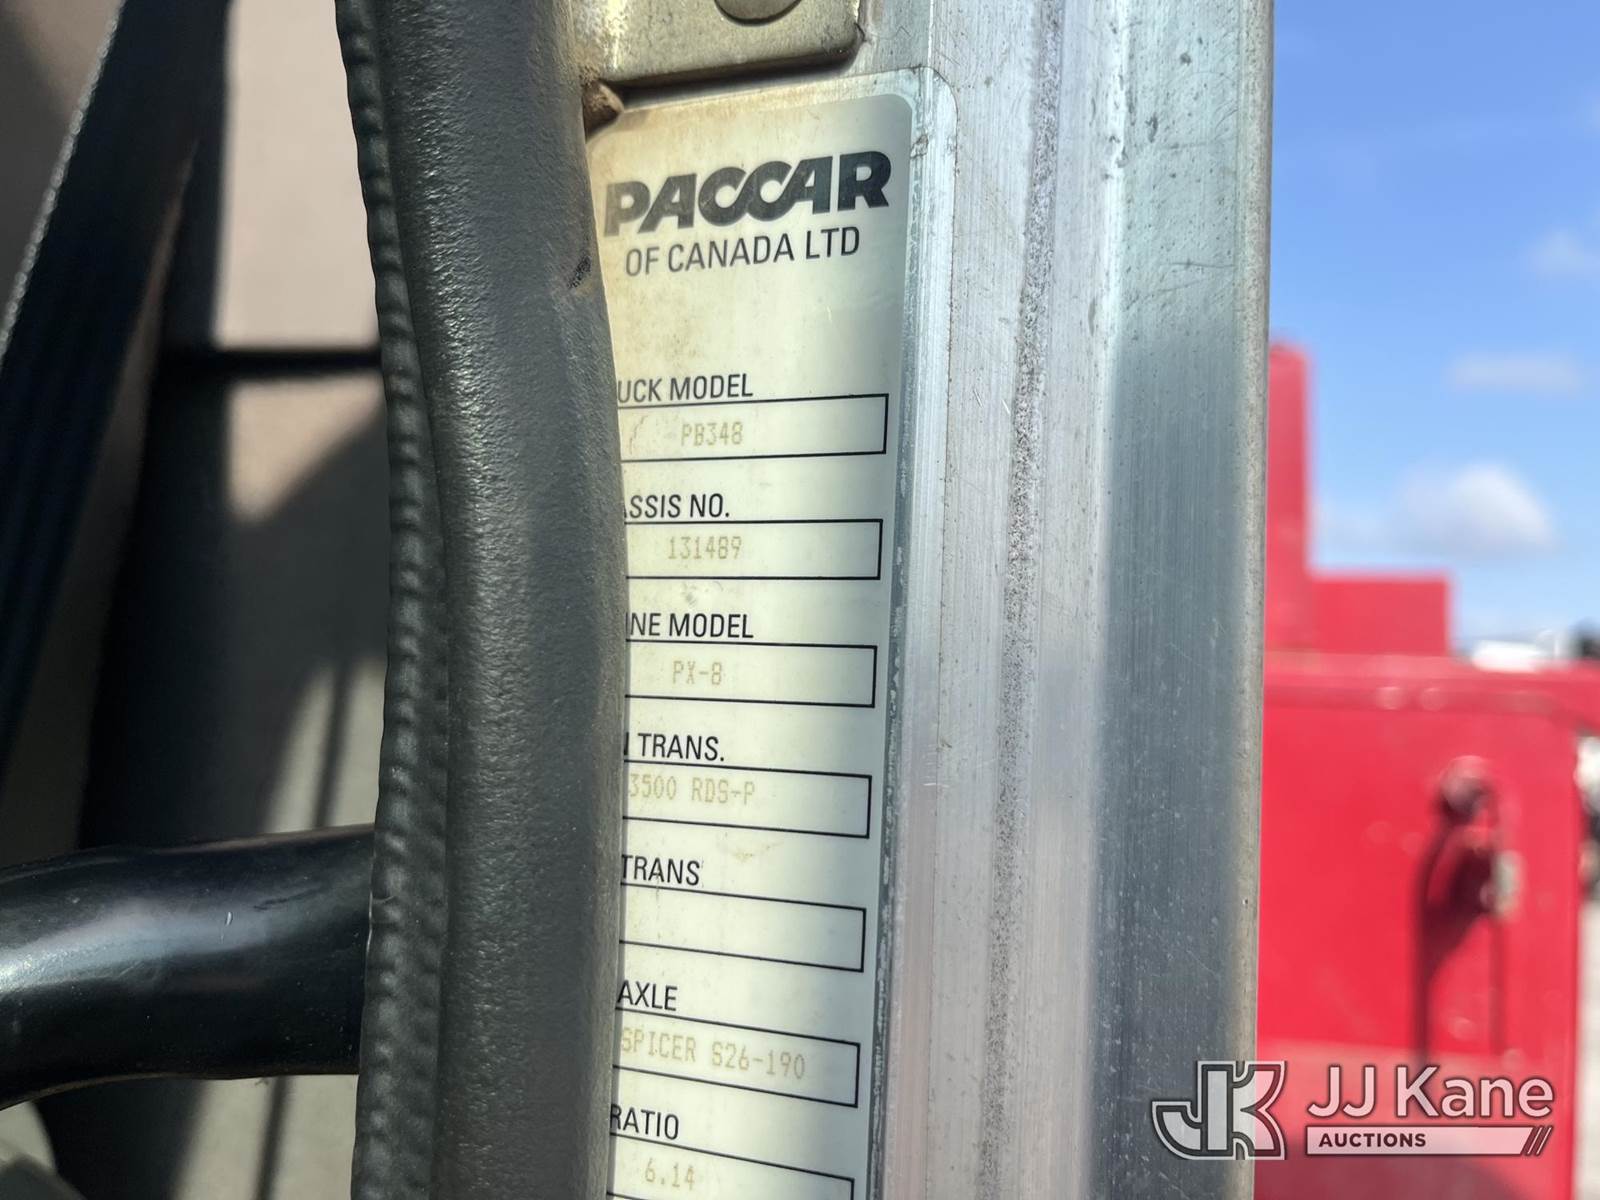 PACCAR
OF CANADA LTD
UCK MODEL
PB348
ASSIS NO.
131489
INE MODEL
PX-8
N TRANS.
3500 RDS-P
TRANS
AXLE
SPICER S26-190
RATIO
6.14
JK JJ Kane
AUCTIONS